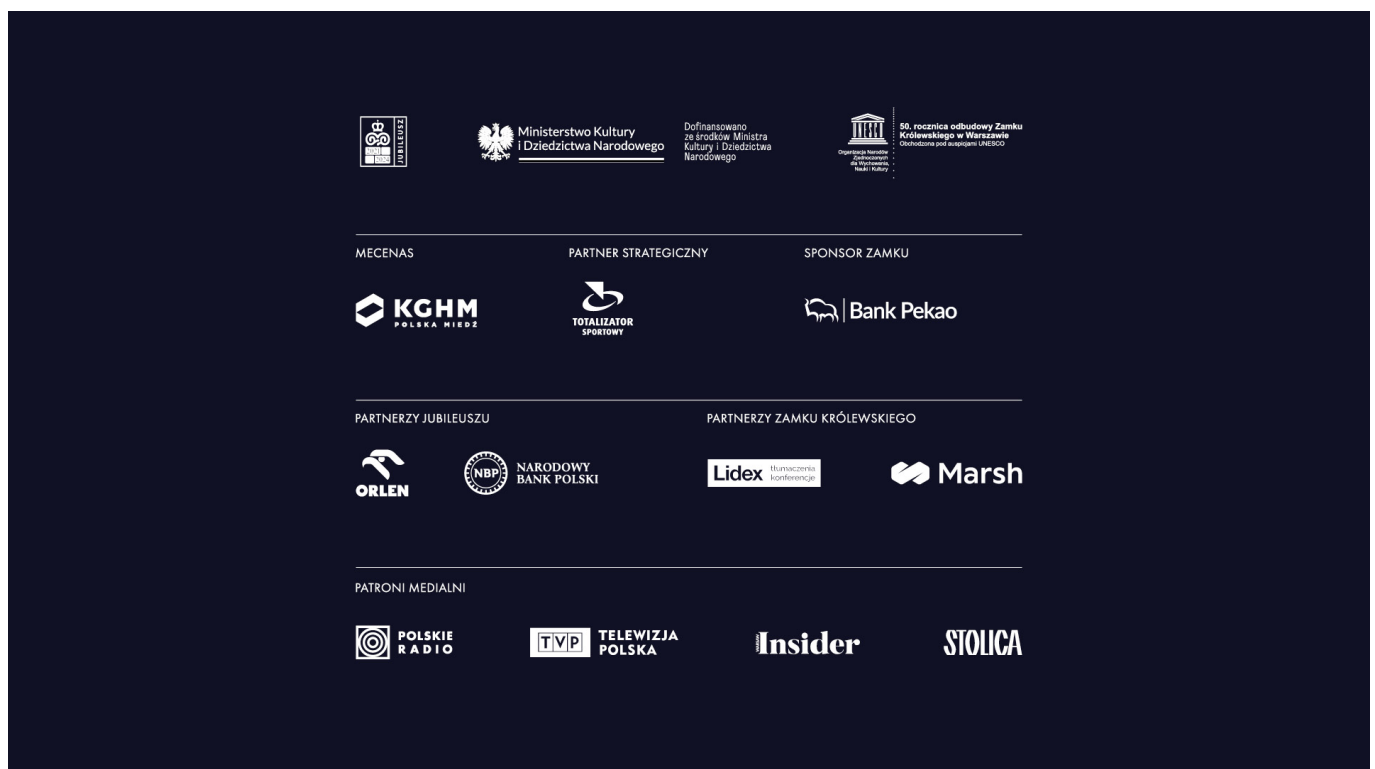 JUBILEUSZ
Ministerstwo Kultury
i Dziedzictwa Narodowego
Dofinansowano
ze środków Ministra
Kultury i Dziedzictwa
Narodowego
UNESCO
Organizacja Narodów
Zjednoczonych
dla Wychowania,
Nauki i Kultury
50. rocznica odbudowy Zamku
Królewskiego w Warszawie
Obchodzona pod auspicjami UNESCO
MECENAS
KGHM
POLSKA MIEDŹ
PARTNER STRATEGICZNY
TOTALIZATOR
SPORTOWY
SPONSOR ZAMKU
Bank Pekao
PARTNERZY JUBILEUSZU
ORLEN
NBP
NARODOWY
BANK POLSKI
PARTNERZY ZAMKU KRÓLEWSKIEGO
Lidex
tłumaczenia
konferencje
Marsh
PATRONI MEDIALNI
POLSKIE
RADIO
TVP
TELEWIZJA
POLSKA
Insider
STOLICA